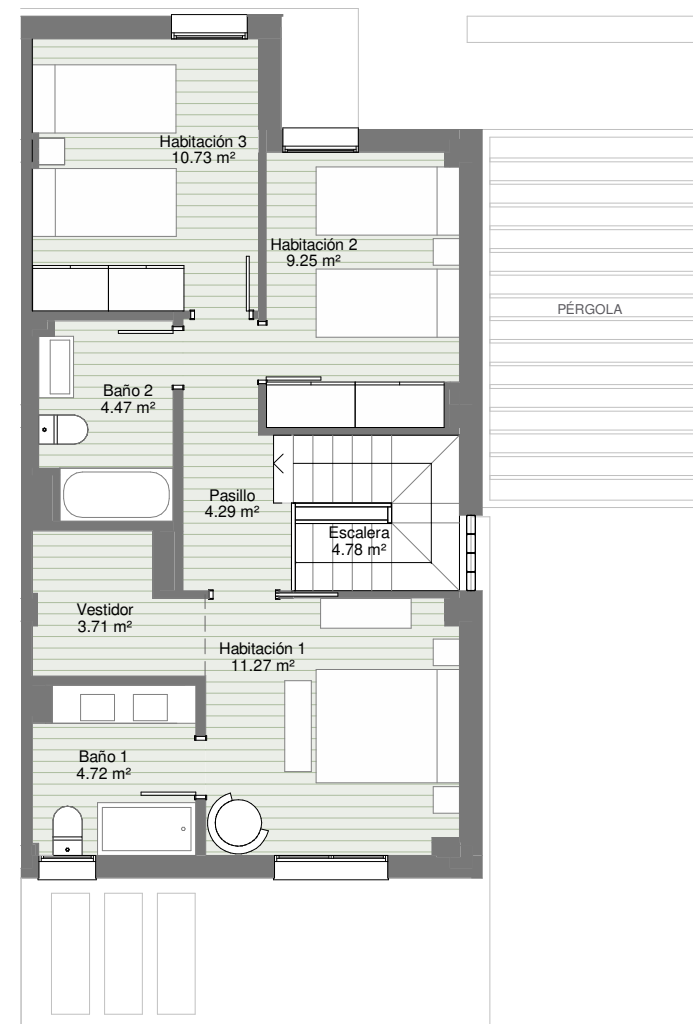 Habitación 3
10.73 m²
Habitación 2
9.25 m²
PÉRGOLA
Baño 2
4.47 m²
Pasillo
4.29 m²
Escalera
4.78 m²
Vestidor
3.71 m²
Habitación 1
11.27 m²
Baño 1
4.72 m²